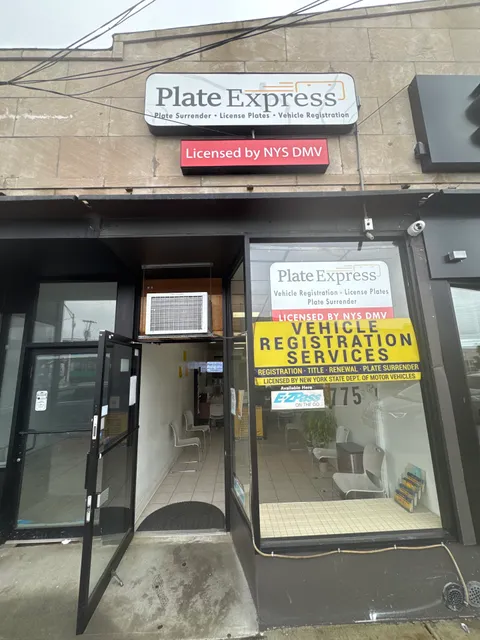 Plate Express
Plate Surrender • License Plates • Vehicle Registration
Licensed by NYS DMV
Plate Express
Vehicle Registration - License Plates
Plate Surrender
LICENSED BY NYS DMV
VEHICLE
REGISTRATION
SERVICES
REGISTRATION · TITLE · RENEWAL · PLATE SURRENDER
LICENSED BY NEW YORK STATE DEPT. OF MOTOR VEHICLES
Available Here
E-ZPass
ON THE GO
775